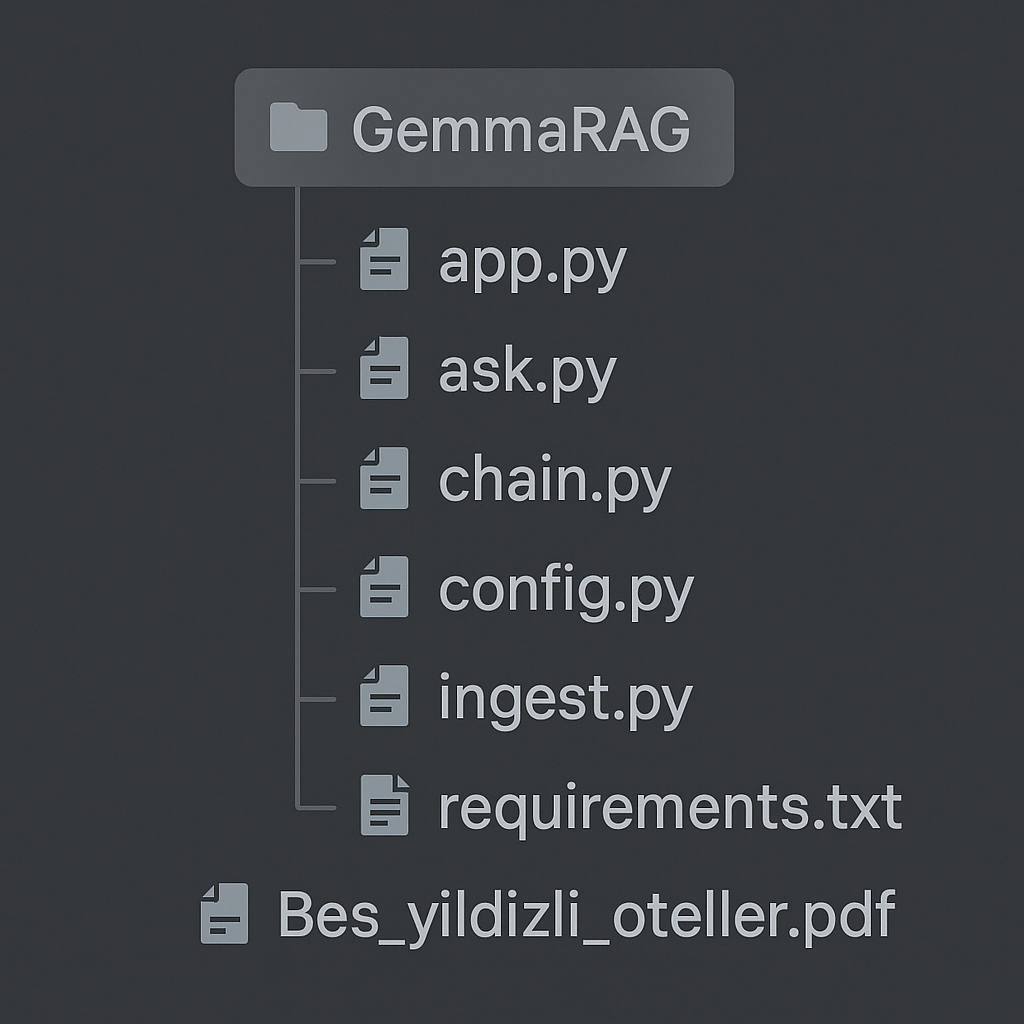 GemmaRAG
app.py
ask.py
chain.py
config.py
ingest.py
requirements.txt
Bes_yildizli_oteller.pdf